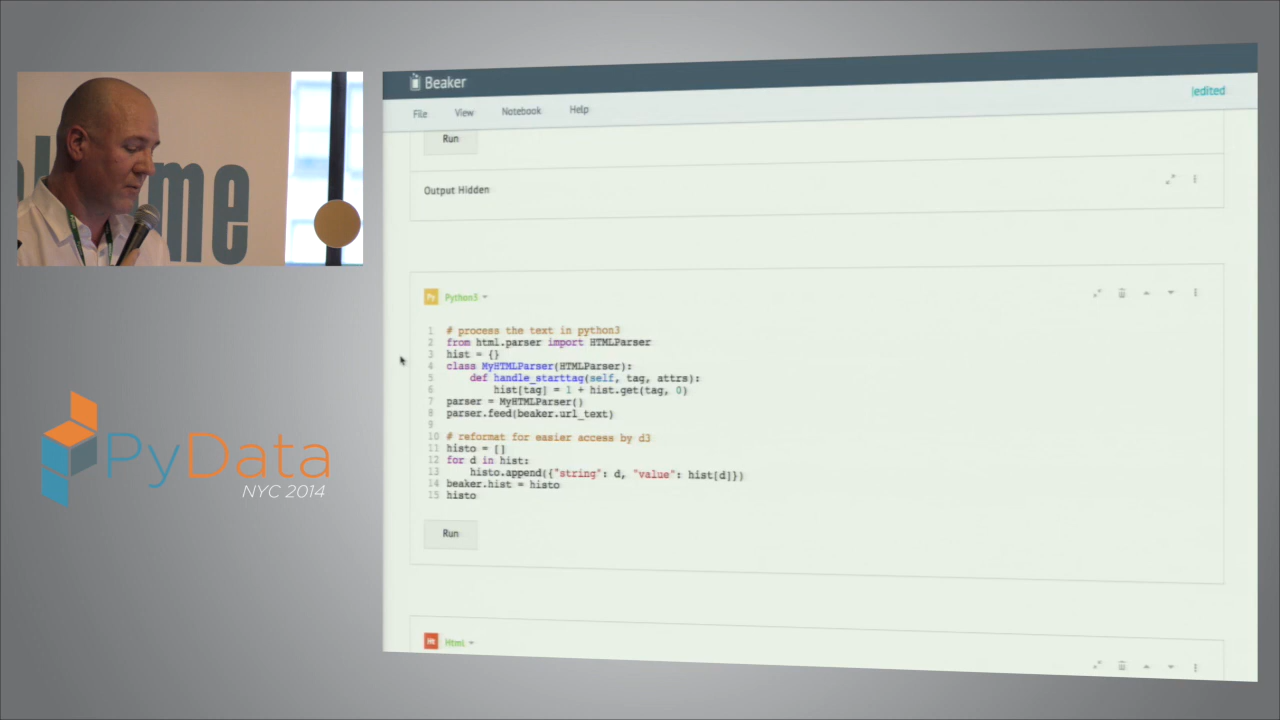 me
PyData
NYC 2014
Beaker
File View Notebook Help
edited
Run
Output Hidden
Py Python3
1 # process the text in python3
2 from html.parser import HTMLParser
3 hist = {}
4 class MyHTMLParser(HTMLParser):
5 def handle_starttag(self, tag, attrs):
6 hist[tag] = 1 + hist.get(tag, 0)
7 parser = MyHTMLParser()
8 parser.feed(beaker.url_text)
9
10 # reformat for easier access by d3
11 histo = []
12 for d in hist:
13 histo.append({"string": d, "value": hist[d]})
14 beaker.hist = histo
15 histo
Run
Ht Html